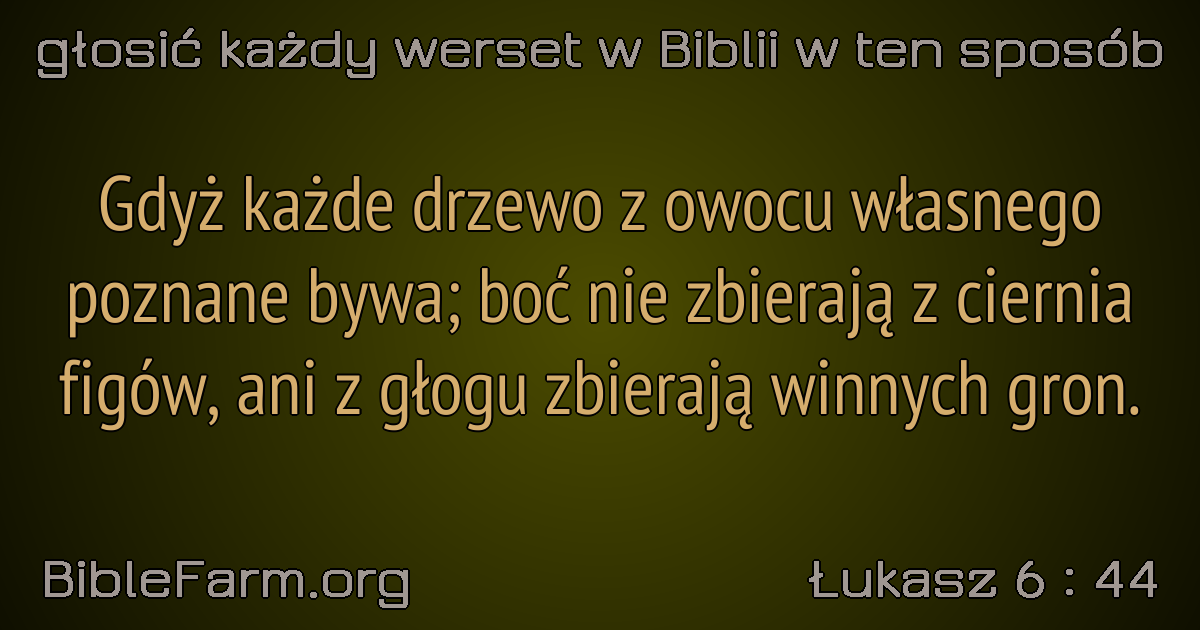 głosić każdy werset w Biblii w ten sposób
Gdyż każde drzewo z owocu własnego
poznane bywa; boć nie zbierają z ciernia
figów, ani z głogu zbierają winnych gron.
BibleFarm.org
Łukasz 6 : 44